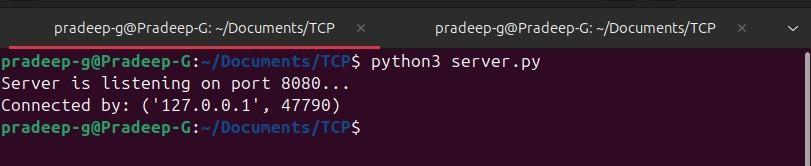 pradeep-g@Pradeep-G: ~/Documents/TCP × pradeep-g@Pradeep-G: ~/Documents/TCP ×
pradeep-g@Pradeep-G:~/Documents/TCP$ python3 server.py
Server is listening on port 8080...
Connected by: ('127.0.0.1', 47790)
pradeep-g@Pradeep-G:~/Documents/TCP$